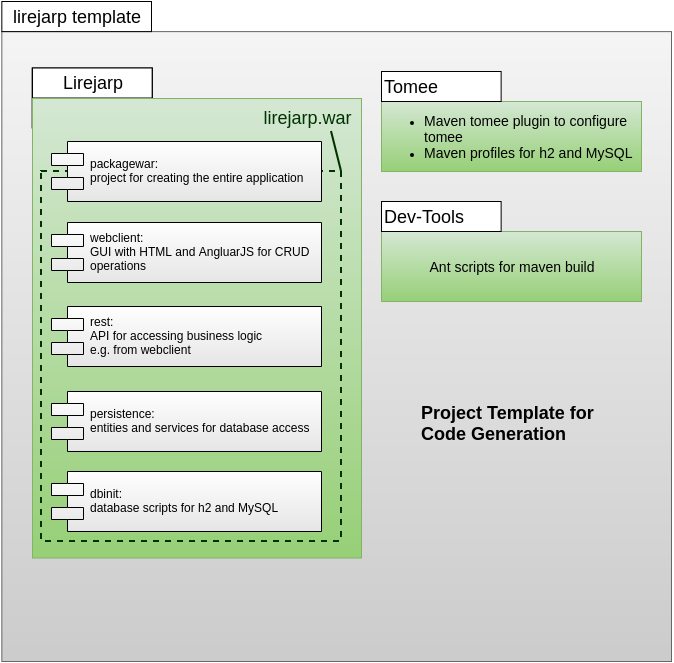 lirejarp template
Lirejarp
lirejarp.war
packagewar:
project for creating the entire application
webclient:
GUI with HTML and AngluarJS for CRUD
operations
rest:
API for accessing business logic
e.g. from webclient
persistence:
entities and services for database access
dbinit:
database scripts for h2 and MySQL
Tomee
• Maven tomee plugin to configure
tomee
• Maven profiles for h2 and MySQL
Dev-Tools
Ant scripts for maven build
Project Template for
Code Generation